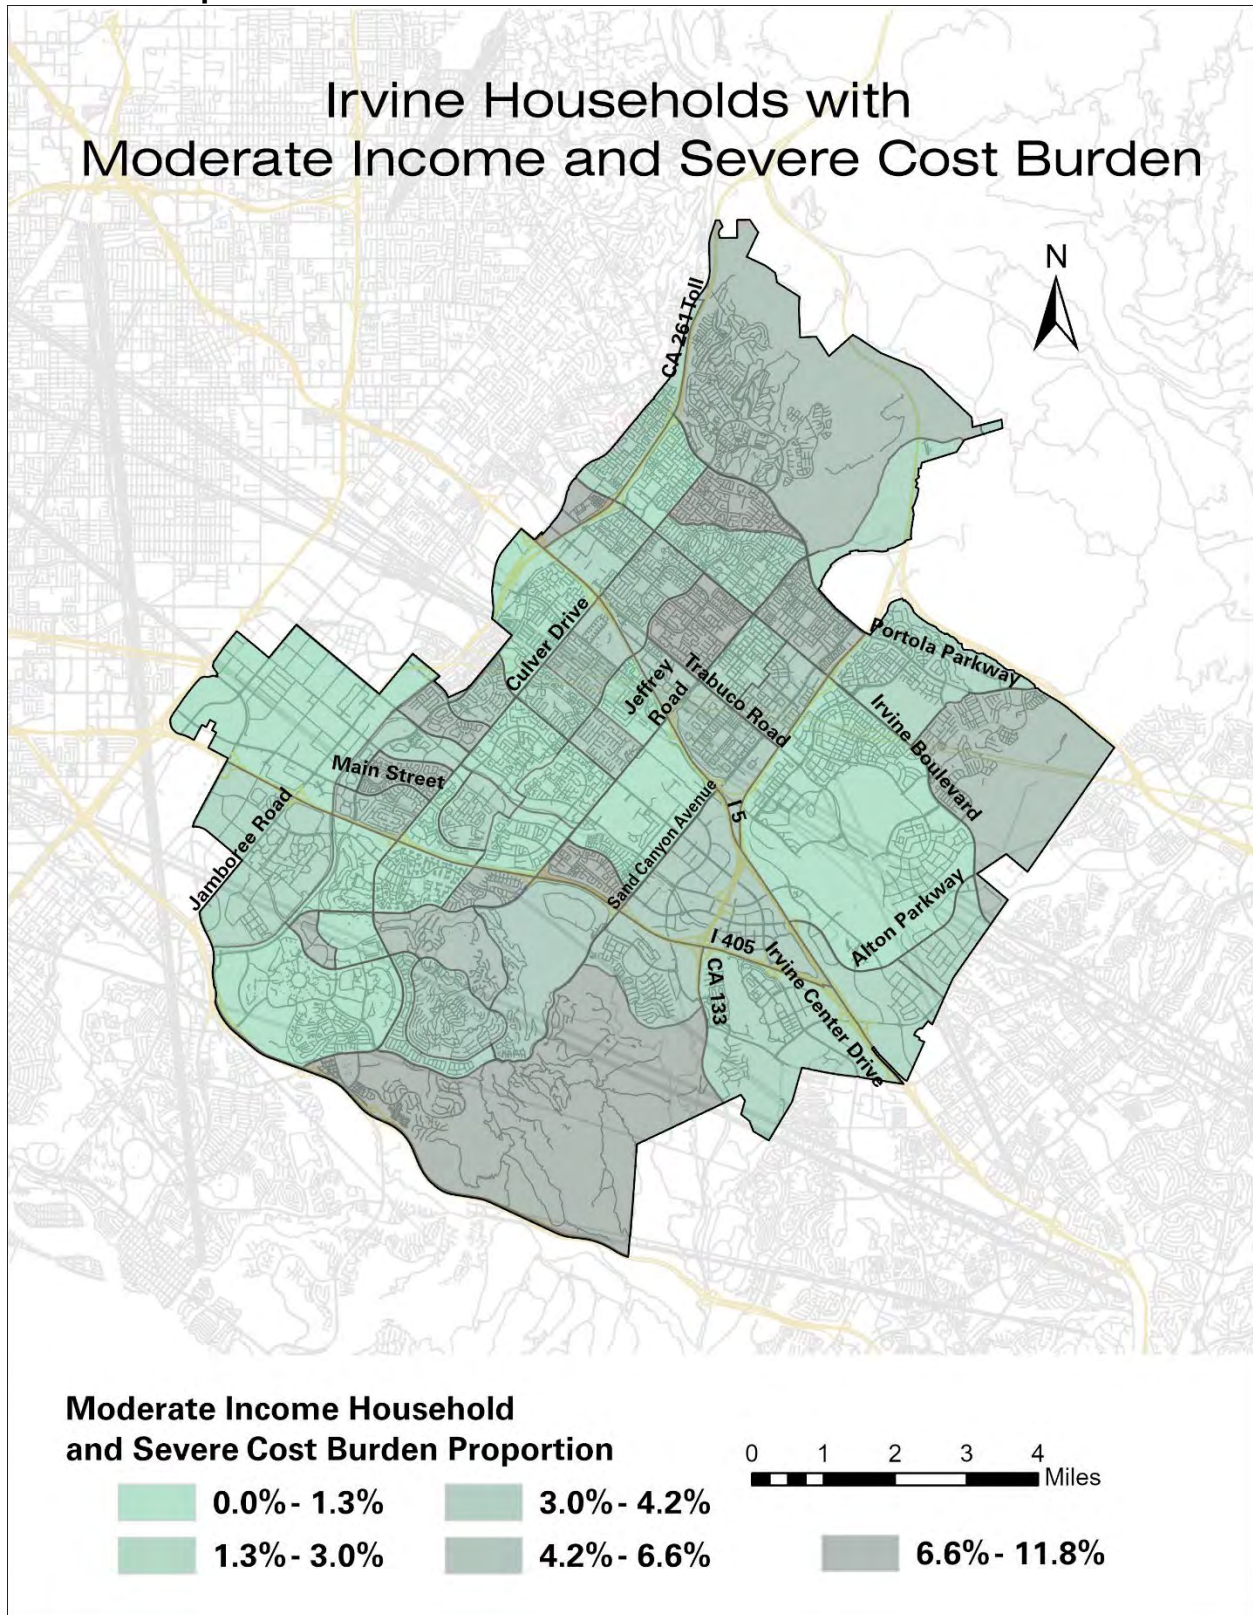 Irvine Households with
Moderate Income and Severe Cost Burden
N
CA 261 Toll
Culver Drive
Portola Parkway
Jeffrey
Road
Trabuco Road
Irvine Boulevard
Main Street
Jamboree Road
Sand Canyon Avenue
I 5
Alton Parkway
I 405
Irvine Center Drive
CA 133
Moderate Income Household
and Severe Cost Burden Proportion
0 1 2 3 4
Miles
0.0% - 1.3%
3.0% - 4.2%
1.3% - 3.0%
4.2% - 6.6%
6.6% - 11.8%